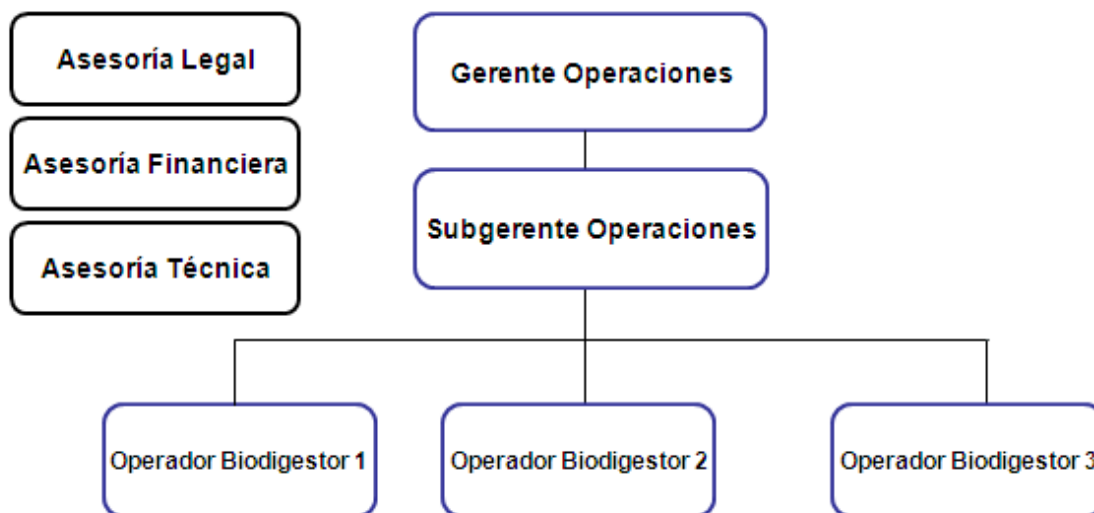 Asesoría Legal
Asesoría Financiera
Asesoría Técnica
Gerente Operaciones
Subgerente Operaciones
Operador Biodigestor 1
Operador Biodigestor 2
Operador Biodigestor 3